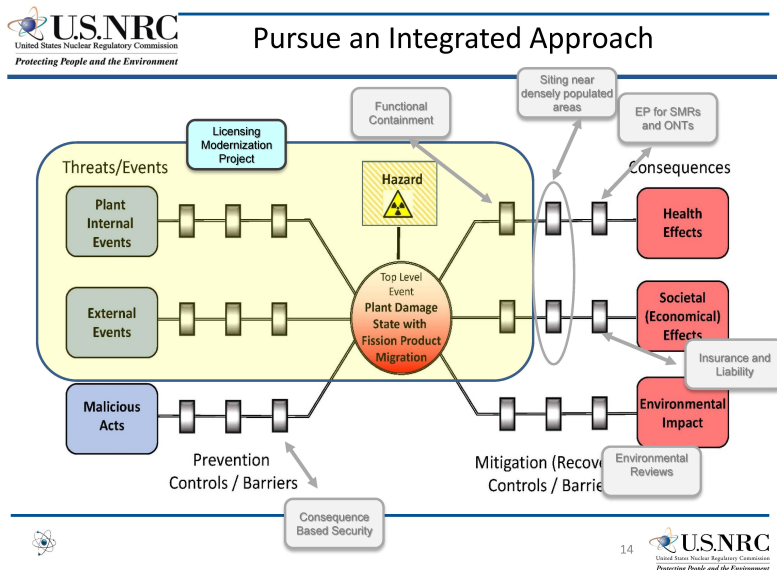 U.S.NRC
United States Nuclear Regulatory Commission
Protecting People and the Environment
Pursue an Integrated Approach
Siting near
densely populated
areas
Functional
Containment
EP for SMRs
and ONTs
Licensing
Modernization
Project
Threats/Events
Hazard
Consequences
Plant
Internal
Events
Health
Effects
Top Level
Event
Plant Damage
State with
Fission Product
Migration
External
Events
Societal
(Economical)
Effects
Insurance and
Liability
Malicious
Acts
Environmental
Impact
Prevention
Controls / Barriers
Mitigation (Recove
Controls / Barrie
Environmental
Reviews
Consequence
Based Security
14
U.S.NRC
United States Nuclear Regulatory Commission
Protecting People and the Environment